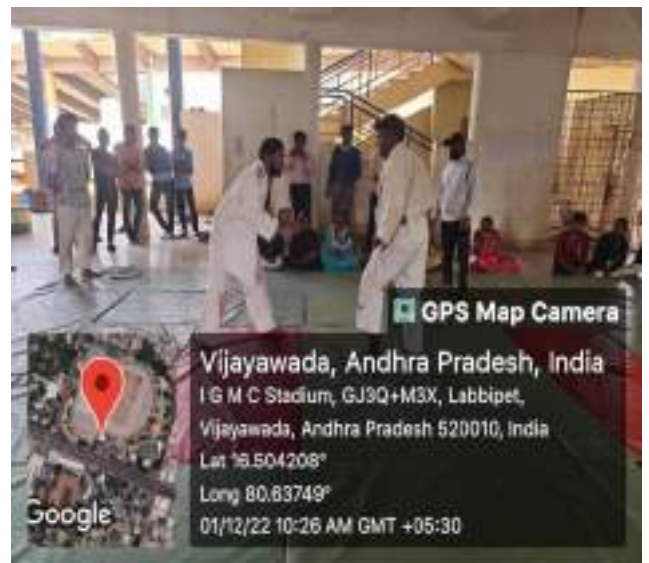 GPS Map Camera
Vijayawada, Andhra Pradesh, India
I G M C Stadium, GJ3Q+M3X, Labbipet,
Vijayawada, Andhra Pradesh 520010, India
Lat 16.504208°
Long 80.63749°
01/12/22 10:26 AM GMT +05:30
Google